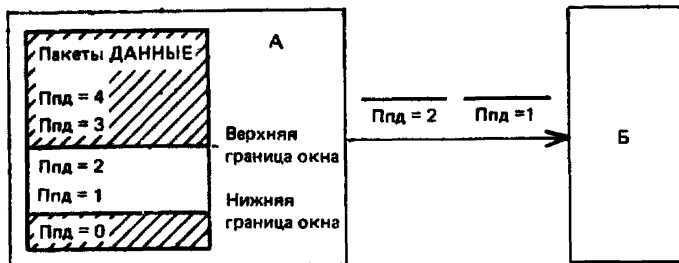 А
Пакеты ДАННЫЕ
Ппд = 4
Ппд = 3
Верхняя
граница окна
Ппд = 2
Ппд = 1
Нижняя
граница окна
Ппд = 0
Ппд = 2
Ппд =1
Б